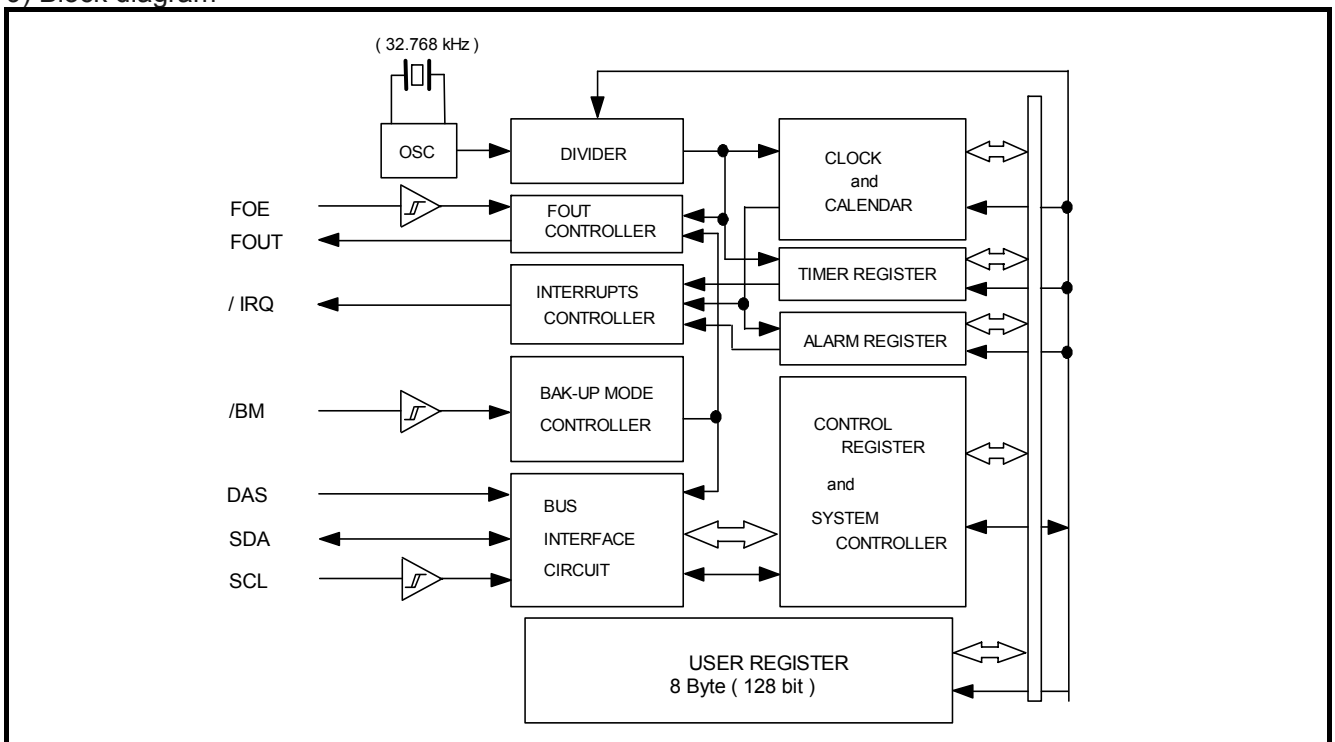 ( 32.768 kHz )
OSC
DIVIDER
CLOCK
and
CALENDAR
FOE
FOUT
FOUT
CONTROLLER
TIMER REGISTER
/ IRQ
INTERRUPTS
CONTROLLER
ALARM REGISTER
/BM
BAK-UP MODE
CONTROLLER
CONTROL
REGISTER
and
SYSTEM
CONTROLLER
DAS
SDA
SCL
BUS
INTERFACE
CIRCUIT
USER REGISTER
8 Byte ( 128 bit )